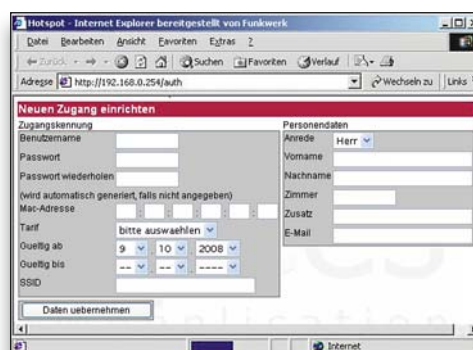 Hotspot - Internet Explorer bereitgestellt von Funkwerk
Datei Bearbeiten Ansicht Favoriten Extras ?
Zurück Suchen Favoriten Verlauf
Adresse http://192.168.0.254/auth Wechseln zu Links
Neuen Zugang einrichten
Zugangskennung
Benutzername
Passwort
Passwort wiederholen
(wird automatisch generiert, falls nicht angegeben)
Mac-Adresse : : : : :
Tarif bitte auswaehlen
Gueltig ab 9 . 10 . 2008
Gueltig bis -- . -- . ----
SSID
Personendaten
Anrede Herr
Vorname
Nachname
Zimmer
Zusatz
E-Mail
Daten uebernehmen
Internet